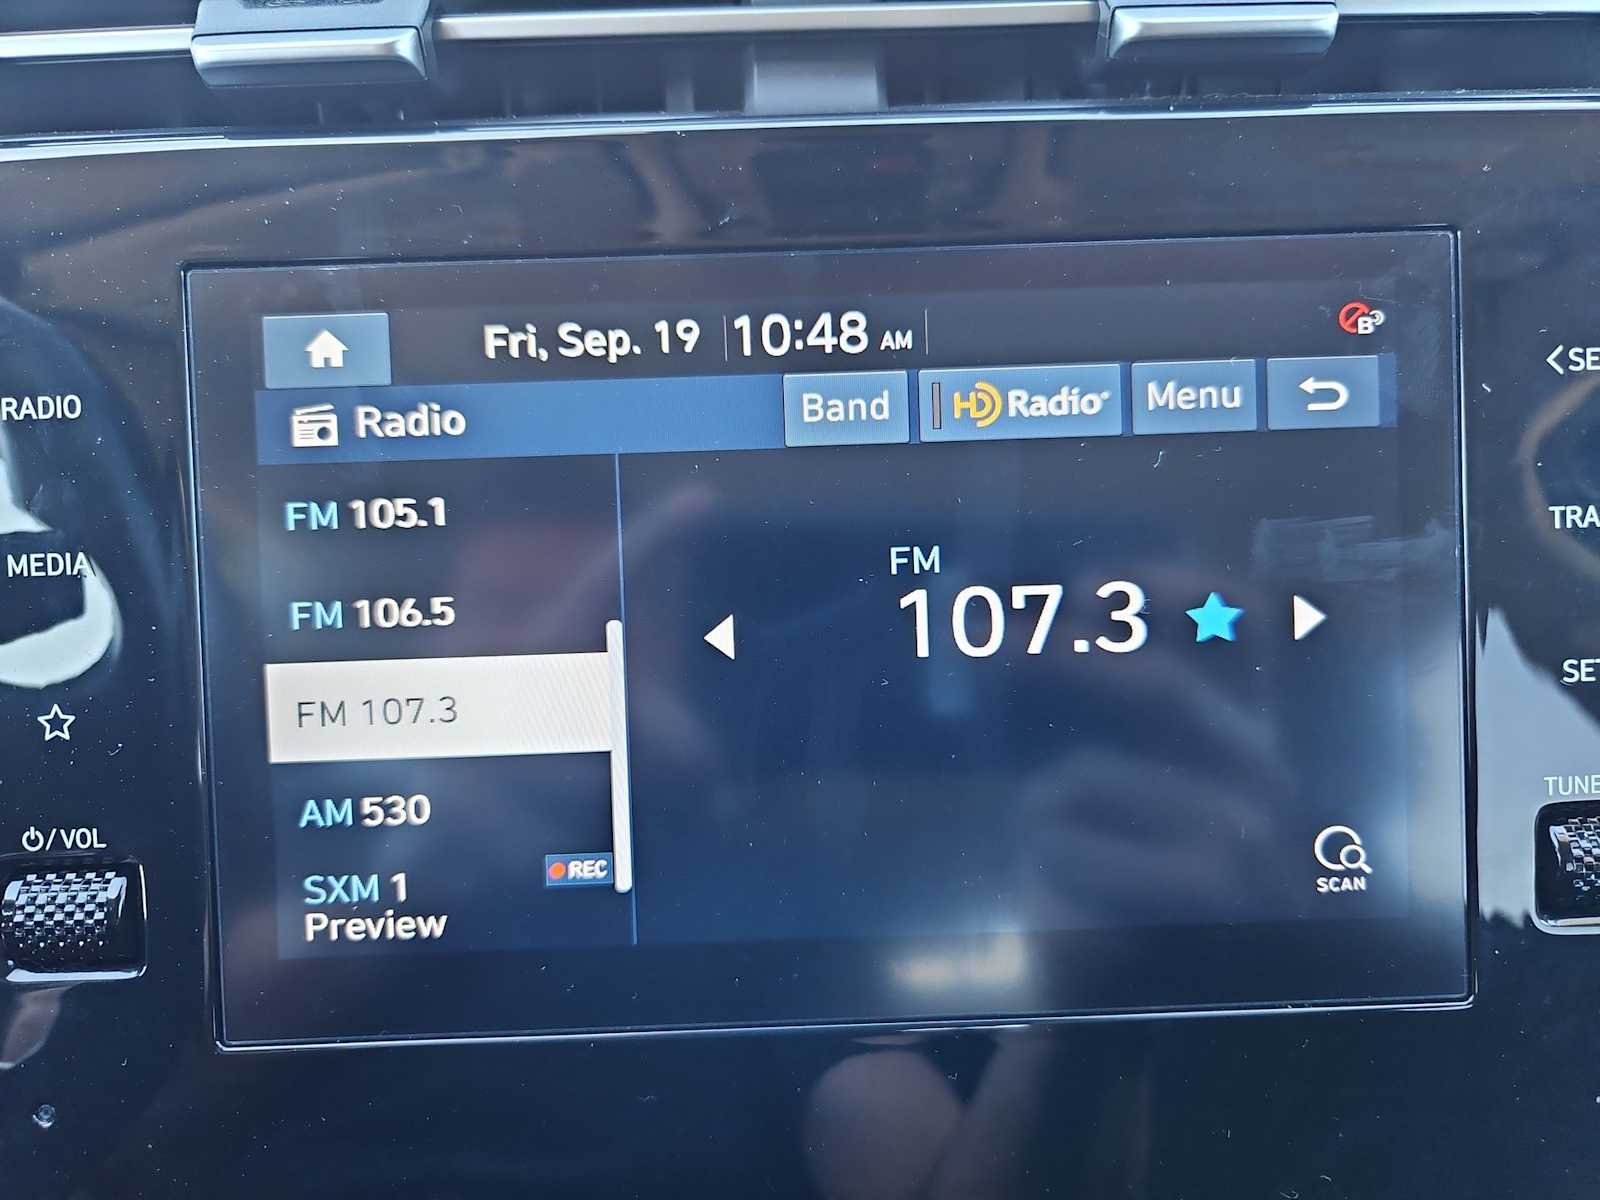 Fri, Sep. 19 10:48 AM
B
Radio Band HD Radio Menu
FM 105.1
FM 106.5
FM 107.3
AM 530
SXM 1
Preview
REC
FM
107.3
SCAN
RADIO
MEDIA
/VOL
<SE
TRA
SET
TUNE